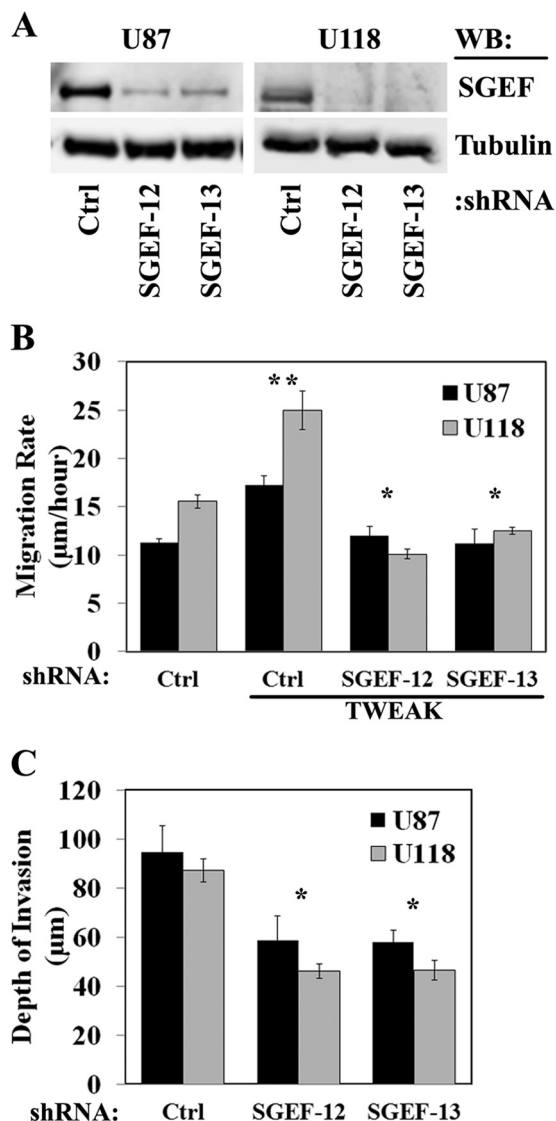 A
U87 U118 WB:
SGEF
Tubulin
Ctrl SGEF-12 SGEF-13 Ctrl SGEF-12 SGEF-13 :shRNA
B
Migration Rate
(µm/hour)
30
25
20
15
10
5
0
**
*
*
U87
U118
shRNA: Ctrl Ctrl SGEF-12 SGEF-13
TWEAK
C
Depth of Invasion
(µm)
120
100
80
60
40
20
0
*
*
U87
U118
shRNA: Ctrl SGEF-12 SGEF-13